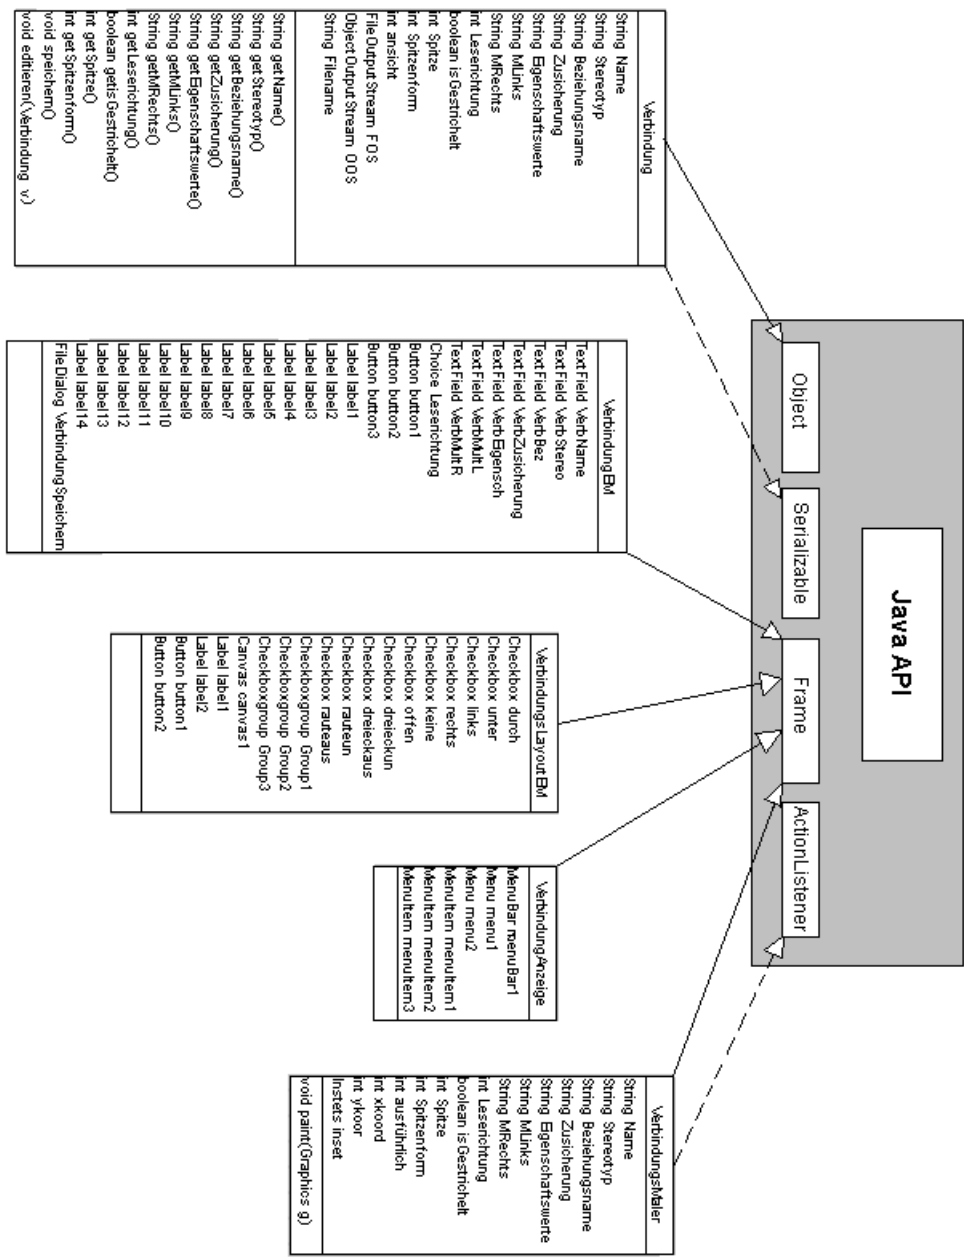 Java API
Object
Serializable
Frame
ActionListener
Verbindung
String Name
String Stereotyp
String Beziehungsname
String Zusicherung
String Eigenschaftswerte
String MLinks
String MRechts
int Leserichtung
boolean isGestrichelt
int Spitze
int Spitzenform
int ansicht
FileOutputStream FOS
ObjectOutputStream OOS
String Filename
String getName()
String getStereotyp()
String getBeziehungsname()
String getZusicherung()
String getEigenschaftswerte()
String getMLinks()
String getMRechts()
int getLeserichtung()
boolean getisGestrichelt()
int getSpitze()
int getSpitzenform()
void speichern()
void editieren(Verbindung v)
VerbindungEM
TextField VerbName
TextField VerbStereo
TextField VerbBez
TextField VerbZusicherung
TextField VerbEigensch
TextField VerbMultL
TextField VerbMultR
Choice Leserichtung
Button button1
Button button2
Button button3
Label label1
Label label2
Label label3
Label label4
Label label5
Label label6
Label label7
Label label8
Label label9
Label label10
Label label11
Label label12
Label label13
Label label14
FileDialog VerbindungSpeichern
VerbindungsLayoutEM
Checkbox durch
Checkbox unter
Checkbox links
Checkbox rechts
Checkbox keine
Checkbox offen
Checkbox dreieckun
Checkbox dreieckaus
Checkbox rauteun
Checkbox rauteaus
Checkboxgroup Group1
Checkboxgroup Group2
Checkboxgroup Group3
Canvas canvas1
Label label1
Label label2
Button button1
Button button2
VerbindungAnzeige
MenuBar menuBar1
Menu menu1
Menu menu2
MenuItem menuItem1
MenuItem menuItem2
MenuItem menuItem3
VerbindungsMaler
String Name
String Stereotyp
String Beziehungsname
String Zusicherung
String Eigenschaftswerte
String MLinks
String MRechts
int Leserichtung
boolean isGestrichelt
int Spitze
int Spitzenform
int ausführlich
int xkoord
int ykoor
Instets inset
void paint(Graphics g)